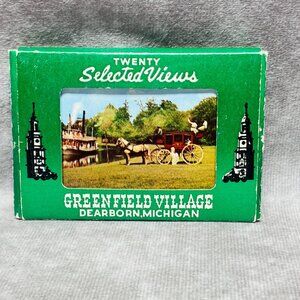 TWENTY
Selected Views
GREENFIELD VILLAGE
DEARBORN, MICHIGAN